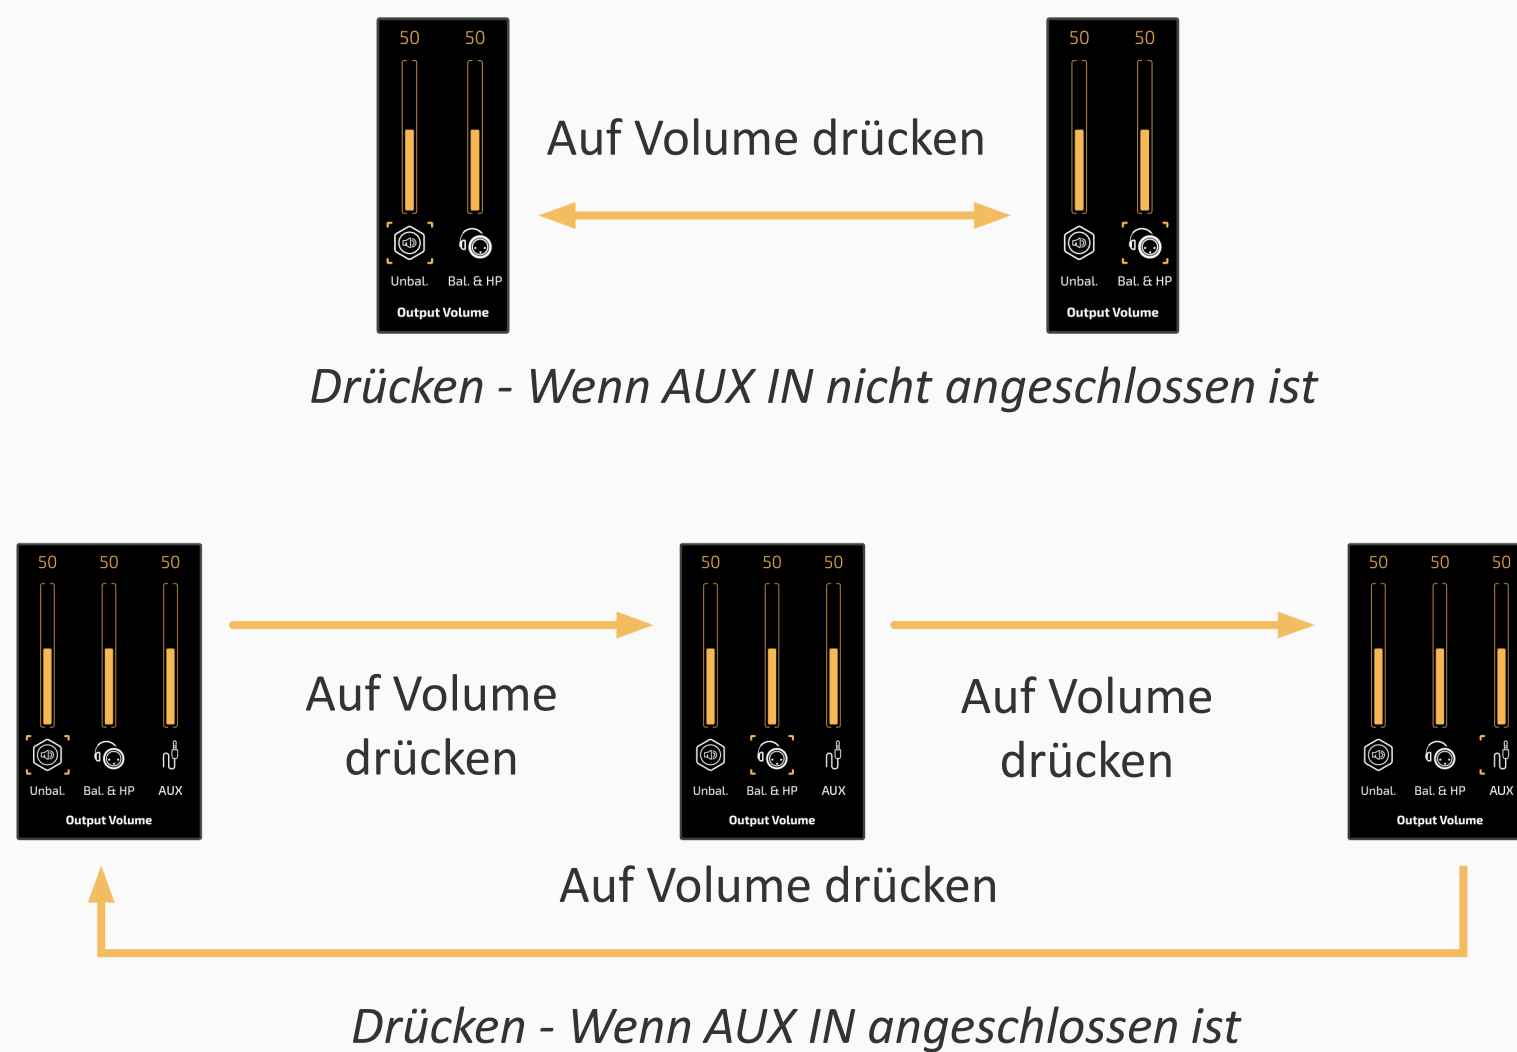 50 50
50 50
Auf Volume drücken
Unbal. Bal. & HP
Unbal. Bal. & HP
Output Volume
Output Volume
Drücken - Wenn AUX IN nicht angeschlossen ist
50 50 50
50 50 50
50 50 50
Auf Volume
drücken
Auf Volume
drücken
Unbal. Bal. & HP AUX
Unbal. Bal. & HP AUX
Unbal. Bal. & HP AUX
Output Volume
Output Volume
Output Volume
Auf Volume drücken
Drücken - Wenn AUX IN angeschlossen ist